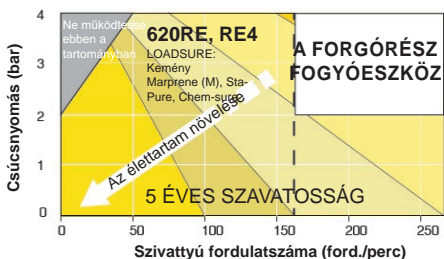 Ne működtesse
ebben a
tartományban
620RE, RE4
LOADSURE:
Kemény
Marprene (M), Sta-
Pure, Chem-sure
A FORGÓRÉSZ
FOGYÓESZKÖZ
Az élettartam növelése
5 ÉVES SZAVATOSSÁG
Csúcsnyomás (bar)
4
3
2
1
0
0 50 100 150 200 250
Szivattyú fordulatszáma (ford./perc)